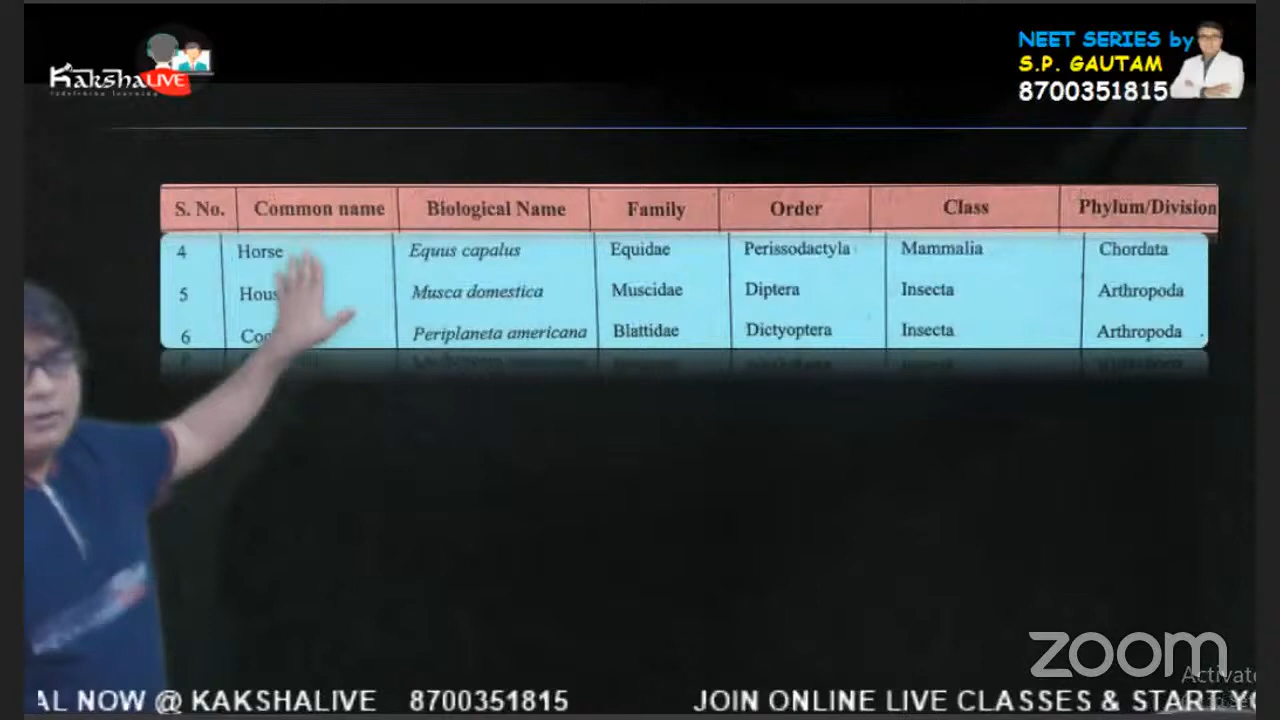 KakshaLIVE
NEET SERIES by
S.P. GAUTAM
8700351815
S. No. Common name Biological Name Family Order Class Phylum/Division
4 Horse Equus capalus Equidae Perissodactyla Mammalia Chordata
5 Musca domestica Muscidae Diptera Insecta Arthropoda
6 Periplaneta americana Blattidae Dictyoptera Insecta Arthropoda
zoom
Activate
AL NOW @ KAKSHALIVE 8700351815 JOIN ONLINE LIVE CLASSES & START YO